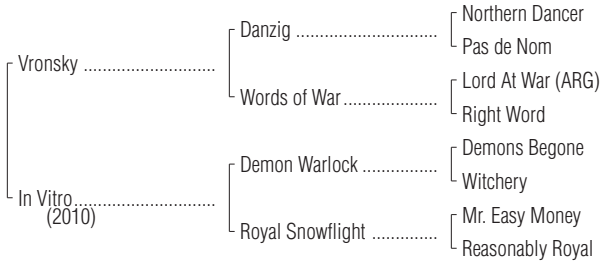 Northern Dancer
Danzig ..............................
Pas de Nom
Vronsky ............................
Lord At War (ARG)
Words of War....................
Right Word
Demons Begone
Demon Warlock ................
Witchery
In Vitro..............................
(2010)
Mr. Easy Money
Royal Snowflight ..............
Reasonably Royal